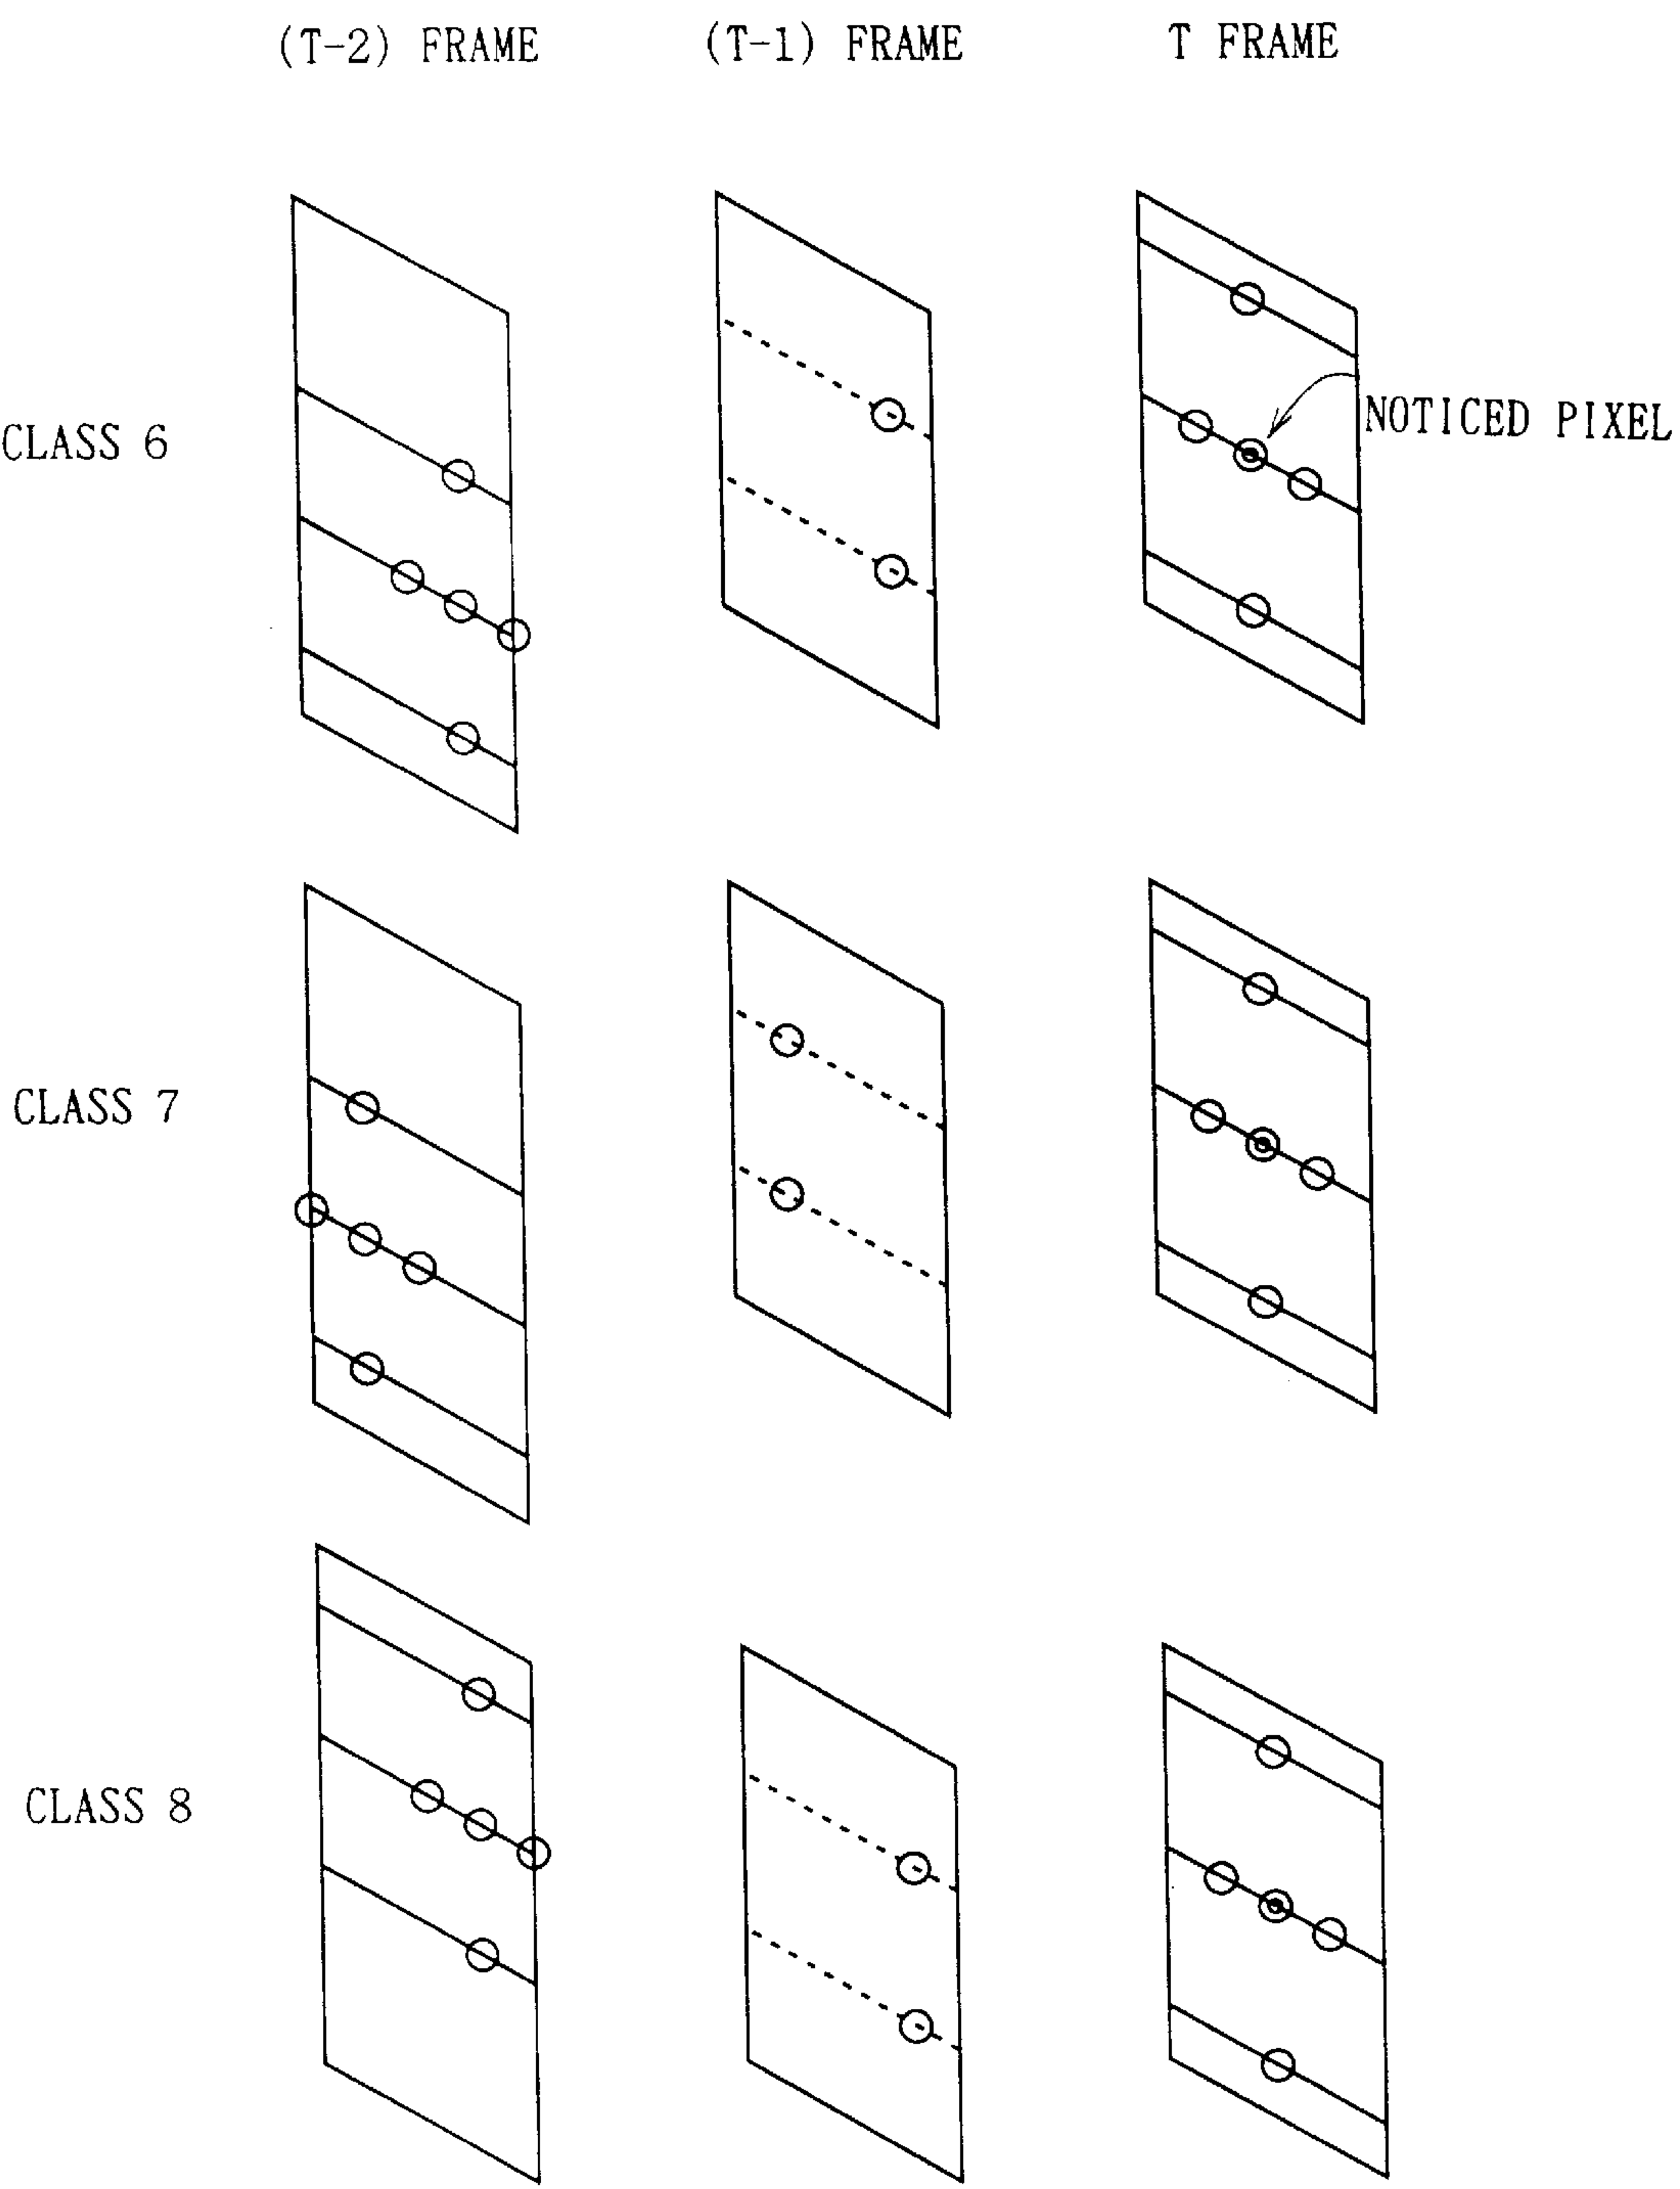 (T-2) FRAME (T-1) FRAME T FRAME
CLASS 6
NOTICED PIXEL
CLASS 7
CLASS 8